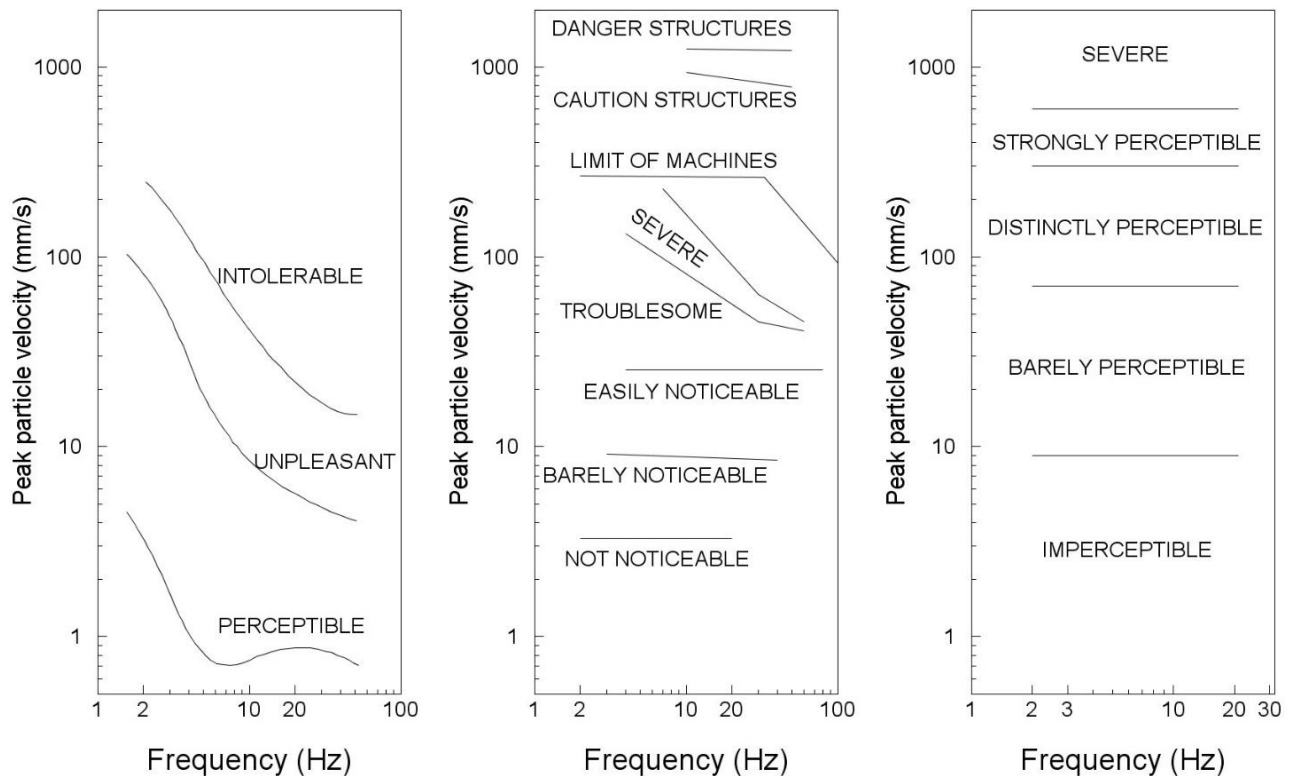 Peak particle velocity (mm/s)
1000
100
10
1
INTOLERABLE
UNPLEASANT
PERCEPTIBLE
1 2 10 20 100
Frequency (Hz)
Peak particle velocity (mm/s)
1000
100
10
1
DANGER STRUCTURES
CAUTION STRUCTURES
LIMIT OF MACHINES
SEVERE
TROUBLESOME
EASILY NOTICEABLE
BARELY NOTICEABLE
NOT NOTICEABLE
1 2 10 20 100
Frequency (Hz)
Peak particle velocity (mm/s)
1000
100
10
1
SEVERE
STRONGLY PERCEPTIBLE
DISTINCTLY PERCEPTIBLE
BARELY PERCEPTIBLE
IMPERCEPTIBLE
1 2 3 10 20 30
Frequency (Hz)